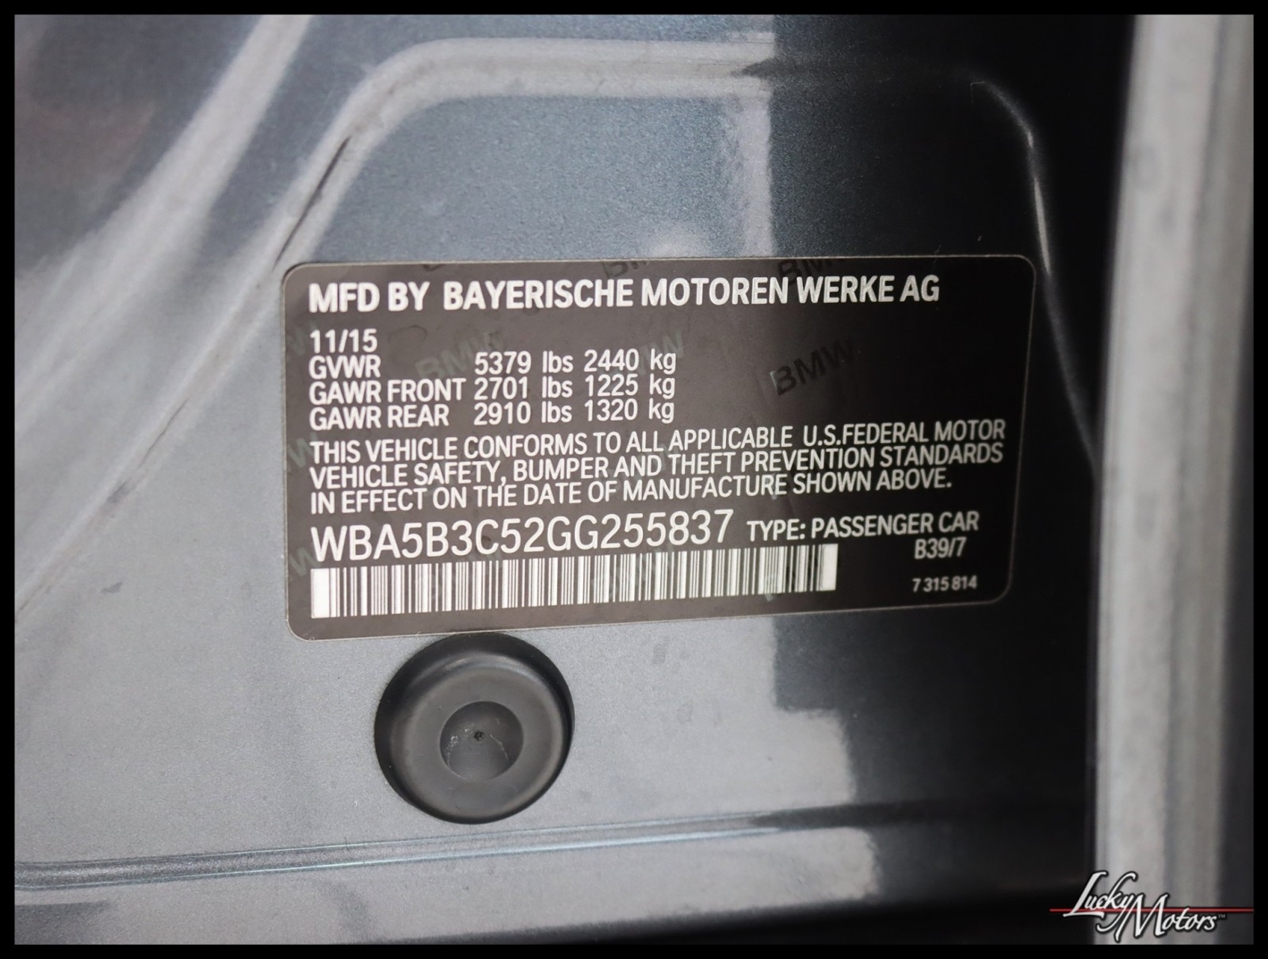 MFD BY BAYERISCHE MOTOREN WERKE AG
11/15
GVWR 5379 lbs 2440 kg
GAWR FRONT 2701 lbs 1225 kg
GAWR REAR 2910 lbs 1320 kg
THIS VEHICLE CONFORMS TO ALL APPLICABLE U.S.FEDERAL MOTOR
VEHICLE SAFETY, BUMPER AND THEFT PREVENTION STANDARDS
IN EFFECT ON THE DATE OF MANUFACTURE SHOWN ABOVE.
WBA5B3C52GG255837 TYPE: PASSENGER CAR
B39/7
7 315 814
BMW
Lucky
Motors